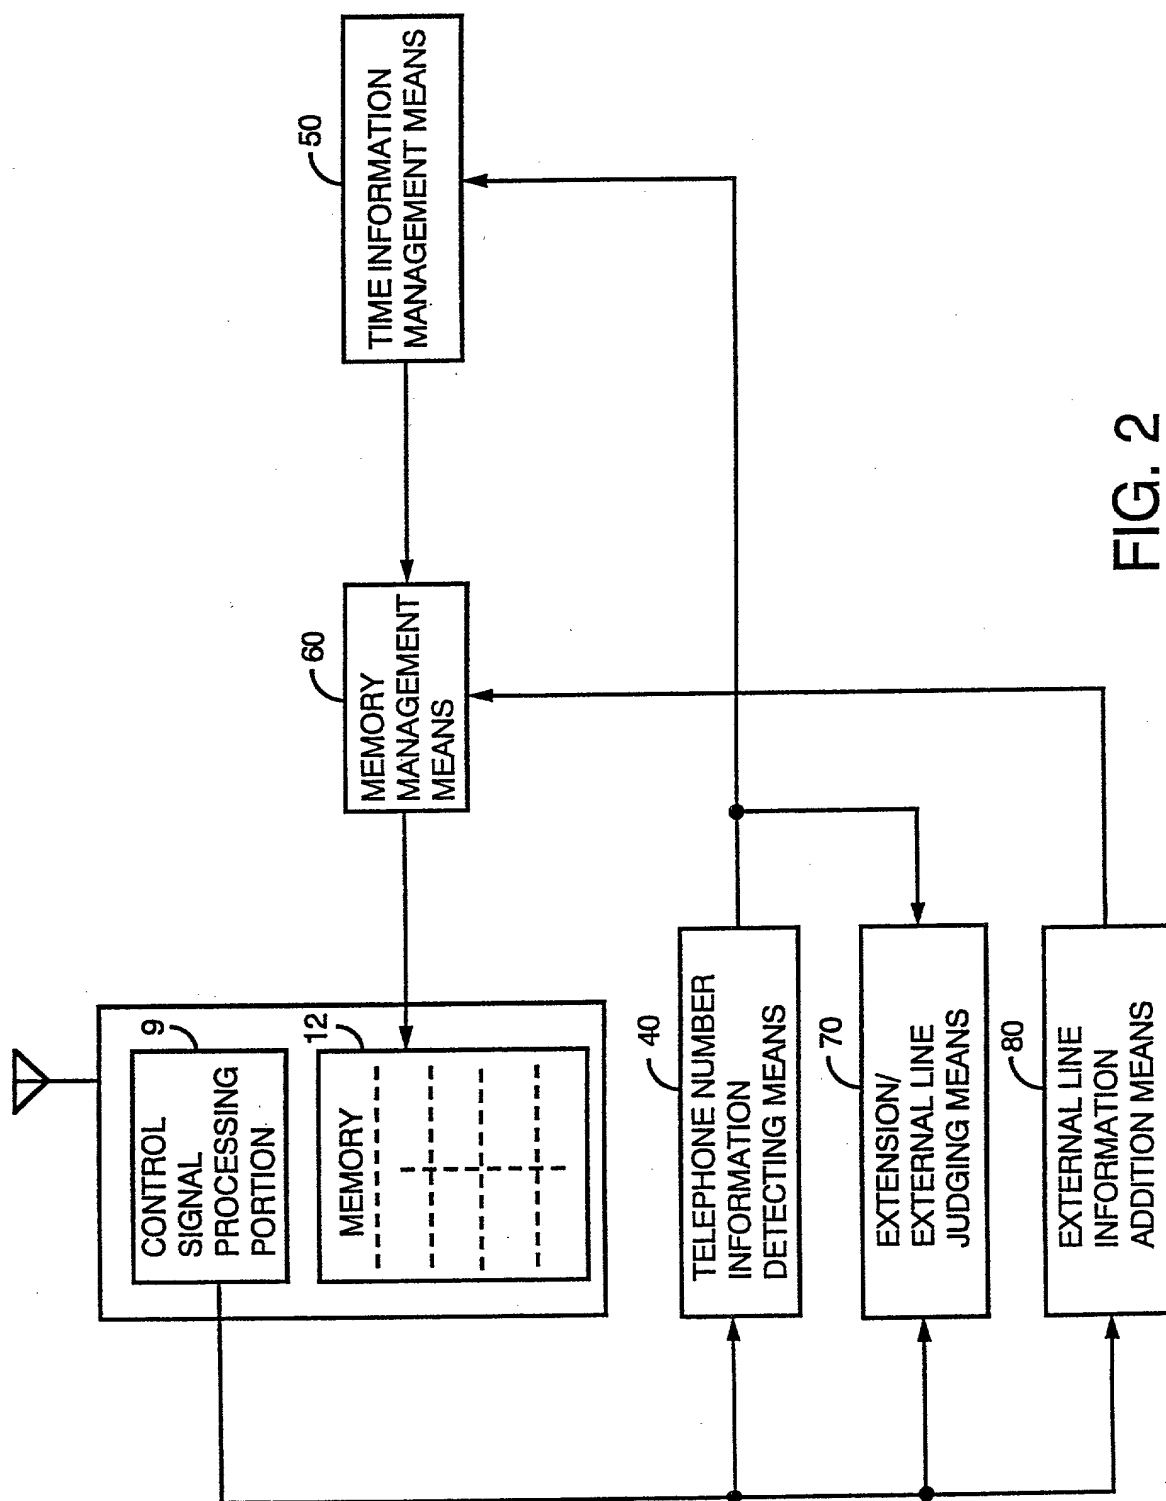 9
CONTROL
SIGNAL
PROCESSING
PORTION
12
MEMORY
60
MEMORY
MANAGEMENT
MEANS
50
TIME INFORMATION
MANAGEMENT MEANS
40
TELEPHONE NUMBER
INFORMATION
DETECTING MEANS
70
EXTENSION/
EXTERNAL LINE
JUDGING MEANS
80
EXTERNAL LINE
INFORMATION
ADDITION MEANS
FIG. 2